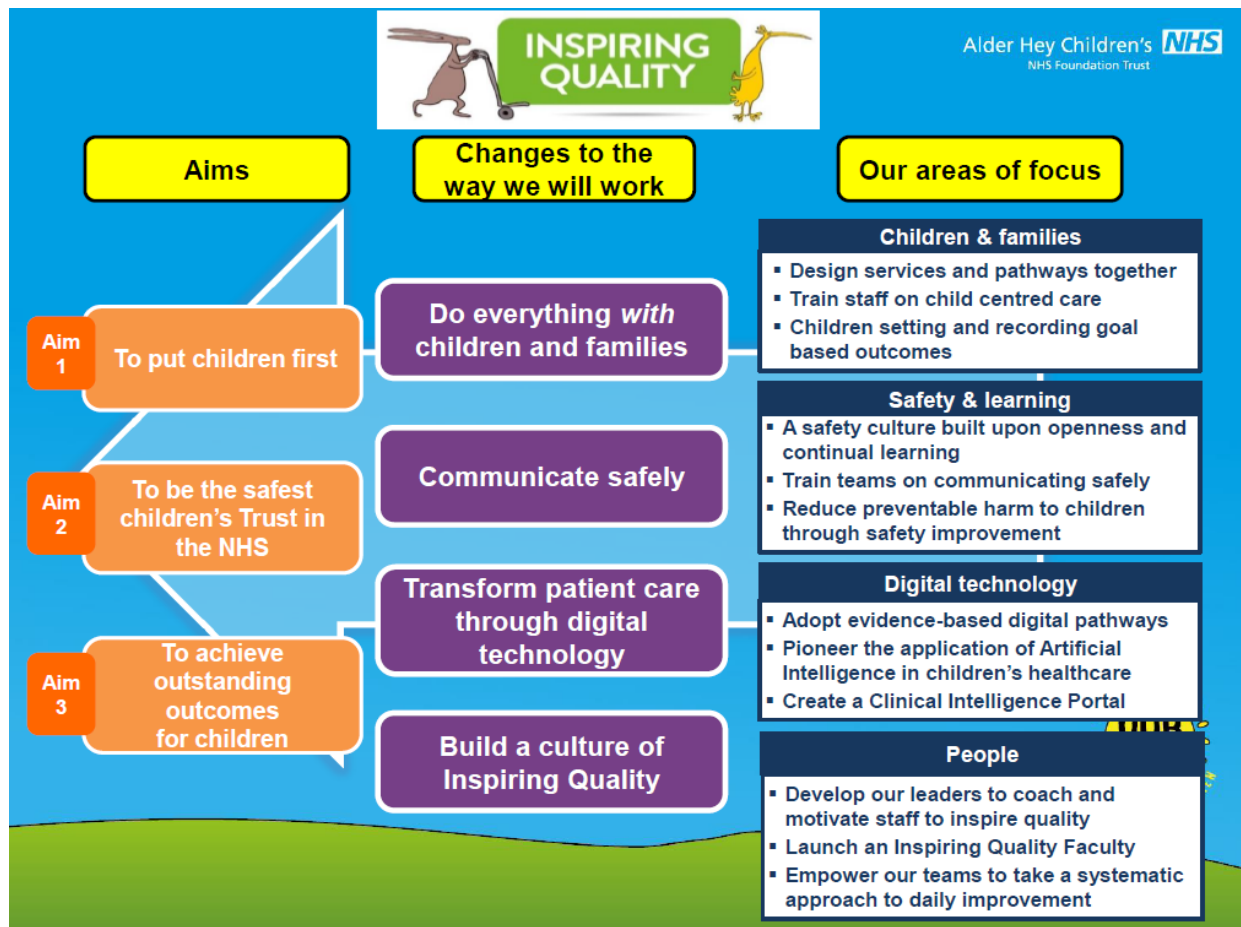 INSPIRING
QUALITY
Alder Hey Children's NHS
NHS Foundation Trust
Aims
Changes to the
way we will work
Our areas of focus
Aim
1
To put children first
Aim
2
To be the safest
children's Trust in
the NHS
Aim
3
To achieve
outstanding
outcomes
for children
Do everything with
children and families
Communicate safely
Transform patient care
through digital
technology
Build a culture of
Inspiring Quality
Children & families
▪ Design services and pathways together
▪ Train staff on child centred care
▪ Children setting and recording goal
based outcomes
Safety & learning
▪ A safety culture built upon openness and
continual learning
▪ Train teams on communicating safely
▪ Reduce preventable harm to children
through safety improvement
Digital technology
▪ Adopt evidence-based digital pathways
▪ Pioneer the application of Artificial
Intelligence in children's healthcare
▪ Create a Clinical Intelligence Portal
People
▪ Develop our leaders to coach and
motivate staff to inspire quality
▪ Launch an Inspiring Quality Faculty
▪ Empower our teams to take a systematic
approach to daily improvement